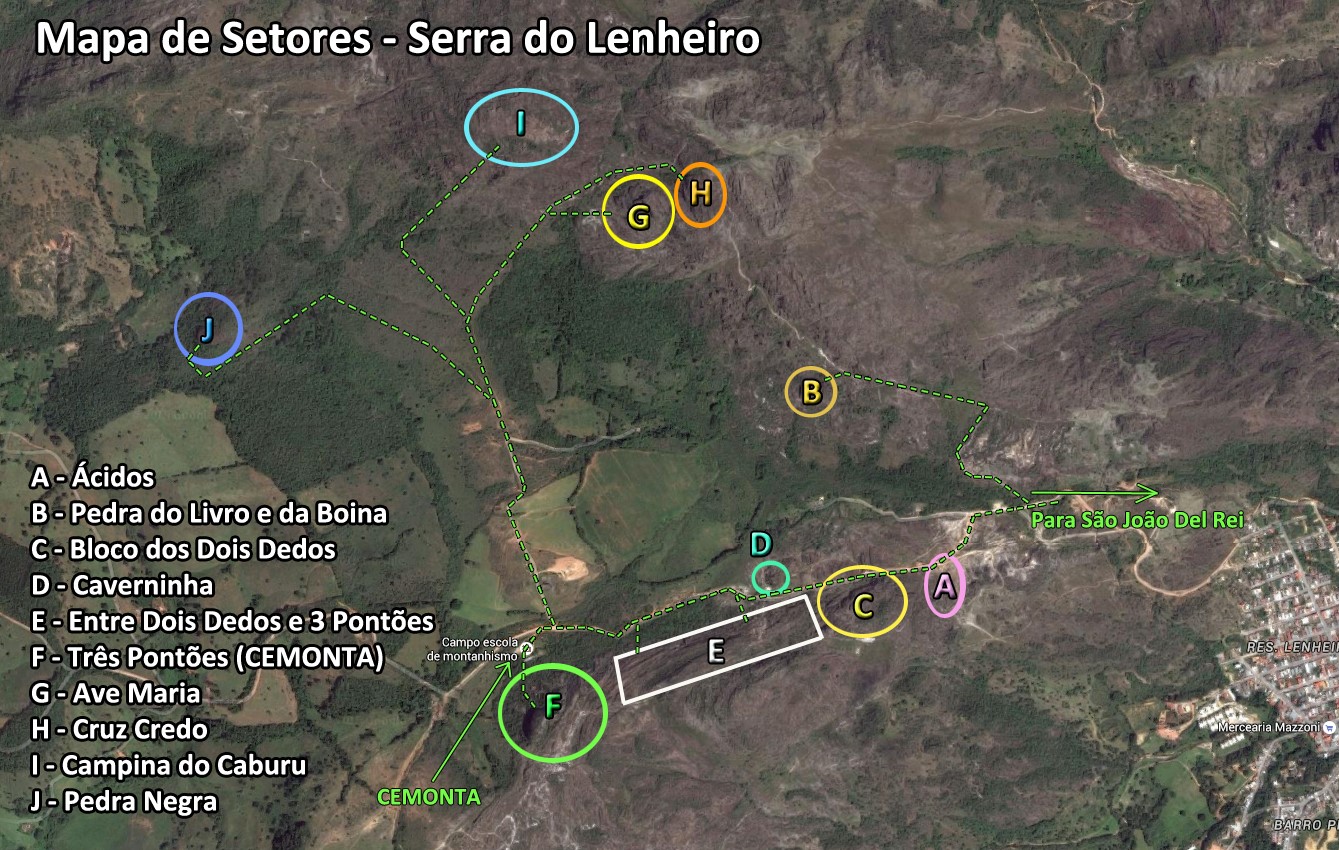 Mapa de Setores - Serra do Lenheiro
I
H
G
J
B
A - Ácidos
B - Pedra do Livro e da Boina
C - Bloco dos Dois Dedos
D - Caverninha
E - Entre Dois Dedos e 3 Pontões
F - Três Pontões (CEMONTA)
G - Ave Maria
H - Cruz Credo
I - Campina do Caburu
J - Pedra Negra
Para São João Del Rei
D
A
C
E
Campo escola
de montanhismo
F
CEMONTA
RES. LENHEI
Mercearia Mazzoni
BARRO P